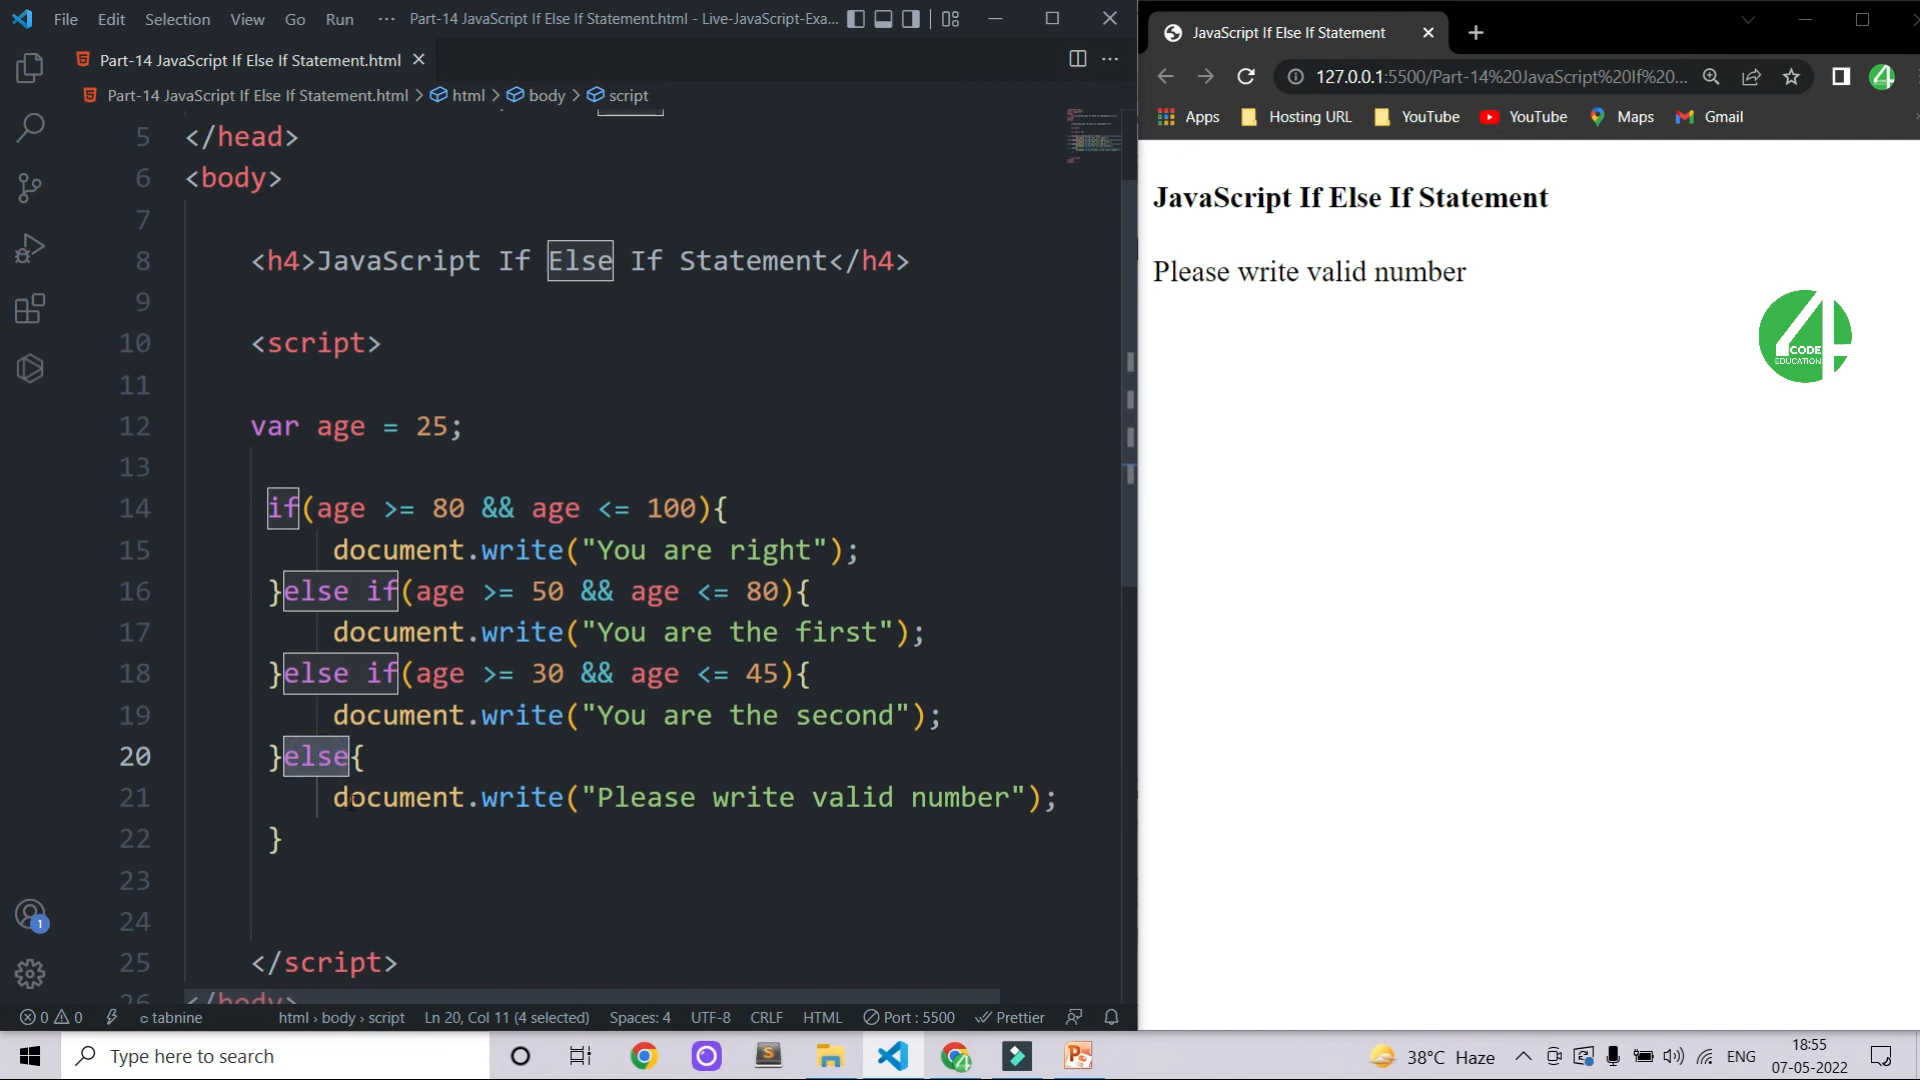 File Edit Selection View Go Run ··· Part-14 JavaScript If Else If Statement.html - Live-JavaScript-Exa...
Part-14 JavaScript If Else If Statement.html
Part-14 JavaScript If Else If Statement.html > html > body > script
5 </head>
6 <body>
7
8 <h4>JavaScript If Else If Statement</h4>
9
10 <script>
11
12 var age = 25;
13
14 if(age >= 80 && age <= 100){
15 document.write("You are right");
16 }else if(age >= 50 && age <= 80){
17 document.write("You are the first");
18 }else if(age >= 30 && age <= 45){
19 document.write("You are the second");
20 }else{
21 document.write("Please write valid number");
22 }
23
24
25 </script>
26 </body>
0 0 tabnine html › body › script Ln 20, Col 11 (4 selected) Spaces: 4 UTF-8 CRLF HTML Port : 5500 Prettier
1
JavaScript If Else If Statement
127.0.0.1:5500/Part-14%20JavaScript%20If%20...
Apps Hosting URL YouTube YouTube Maps Gmail
JavaScript If Else If Statement
Please write valid number
4 CODE
EDUCATION
Type here to search
38°C Haze ENG 18:55
07-05-2022